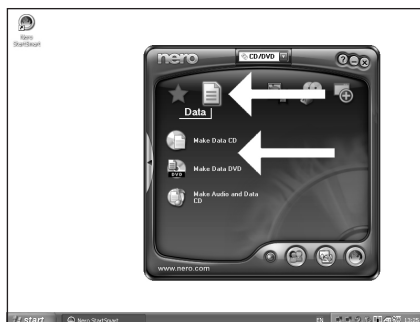 Nero
StartSmart
nero
CD/DVD
Data
Make Data CD
Make Data DVD
DVD
Make Audio and Data
CD
www.nero.com
start
Nero StartSmart
EN